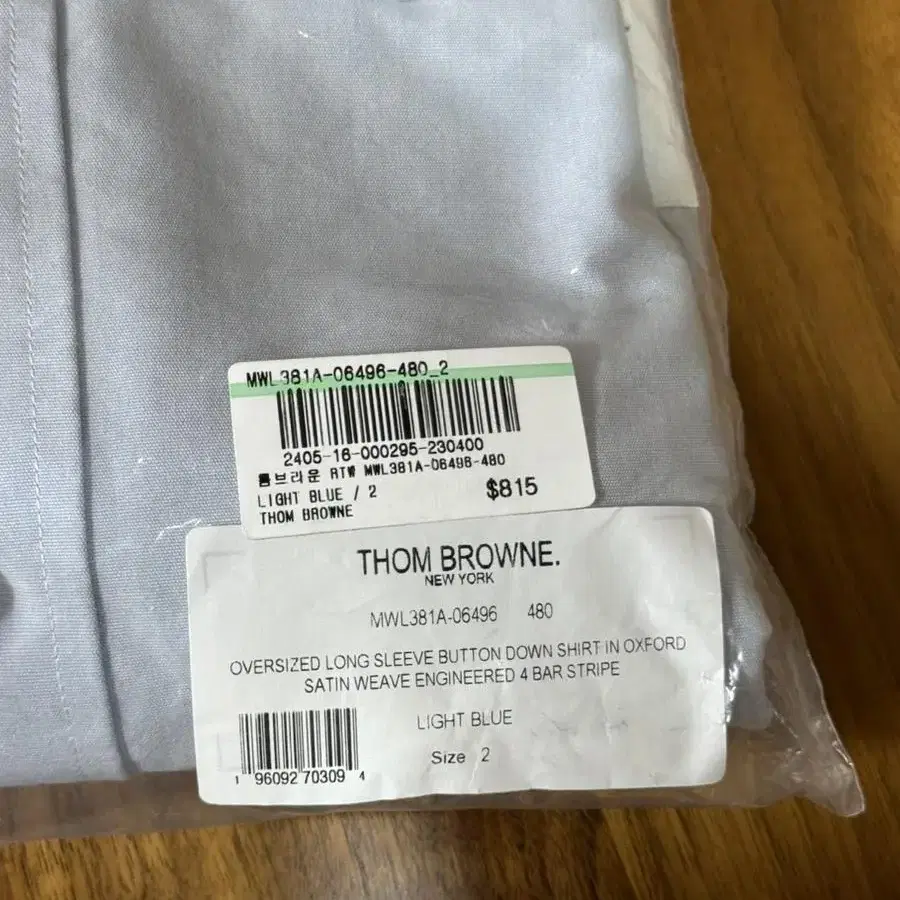 MWL381A-06496-480_2
2405-16-000295-230400
톰브라운 RTW MWL381A-06496-480
LIGHT BLUE / 2
$815
THOM BROWNE
THOM BROWNE.
NEW YORK
MWL381A-06496 480
OVERSIZED LONG SLEEVE BUTTON DOWN SHIRT IN OXFORD
SATIN WEAVE ENGINEERED 4 BAR STRIPE
LIGHT BLUE
Size 2
1 96092 70309 4